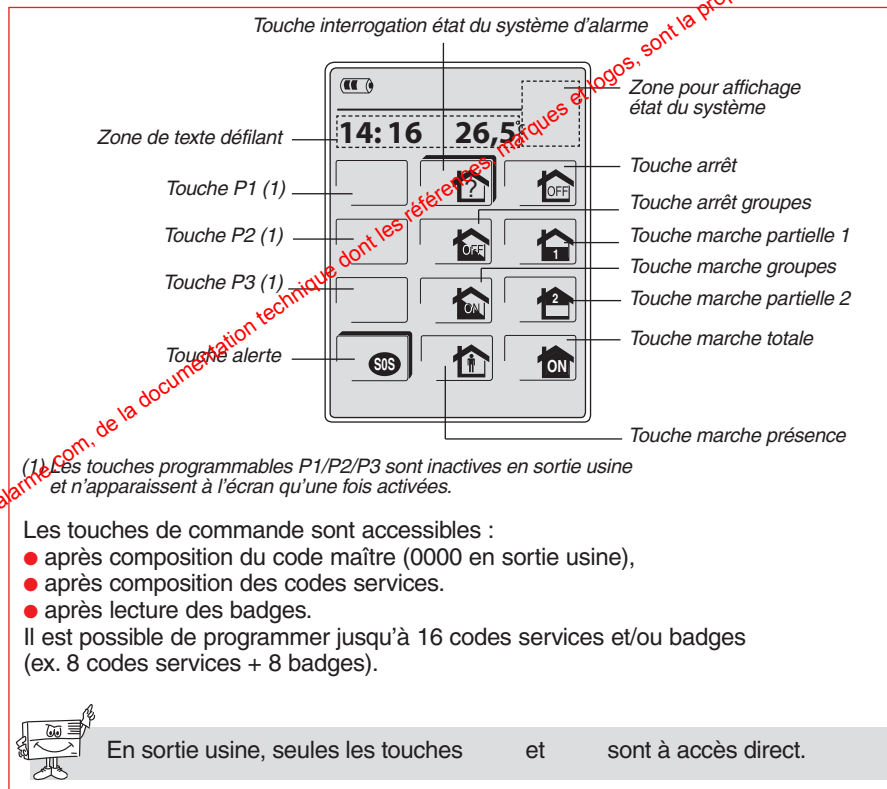 Touche interrogation état du système d'alarme
Zone pour affichage
état du système
14:16 26,5°
Zone de texte défilant
Touche P1 (1)
?
OFF
Touche arrêt
Touche arrêt groupes
Touche P2 (1)
OFF
1
Touche marche partielle 1
Touche marche groupes
Touche P3 (1)
ON
2
Touche marche partielle 2
Touche marche totale
Touche alerte
SOS
ON
Touche marche présence
(1) Les touches programmables P1/P2/P3 sont inactives en sortie usine
et n'apparaissent à l'écran qu'une fois activées.
alarme.com, de la documentation technique dont les références, marques et logos, sont la prop
Les touches de commande sont accessibles :
● après composition du code maître (0000 en sortie usine),
● après composition des codes services.
● après lecture des badges.
Il est possible de programmer jusqu'à 16 codes services et/ou badges
(ex. 8 codes services + 8 badges).
En sortie usine, seules les touches et sont à accès direct.